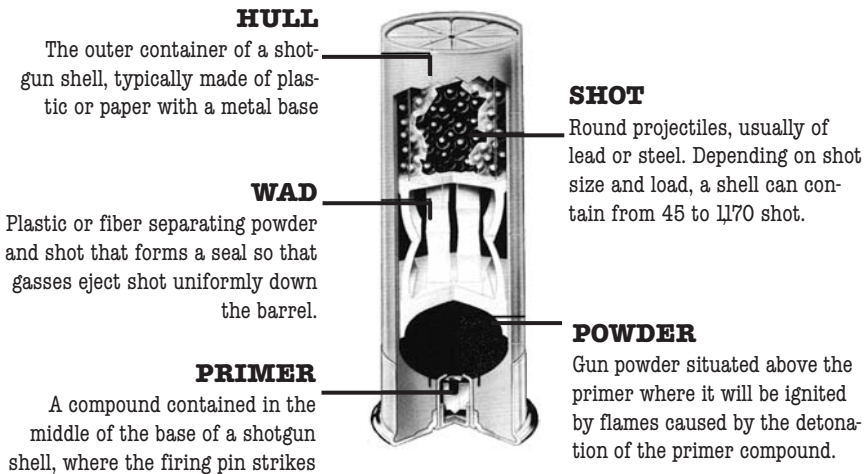 HULL
The outer container of a shot-
gun shell, typically made of plas-
tic or paper with a metal base
WAD
Plastic or fiber separating powder
and shot that forms a seal so that
gasses eject shot uniformly down
the barrel.
PRIMER
A compound contained in the
middle of the base of a shotgun
shell, where the firing pin strikes
SHOT
Round projectiles, usually of
lead or steel. Depending on shot
size and load, a shell can con-
tain from 45 to 1,170 shot.
POWDER
Gun powder situated above the
primer where it will be ignited
by flames caused by the detona-
tion of the primer compound.